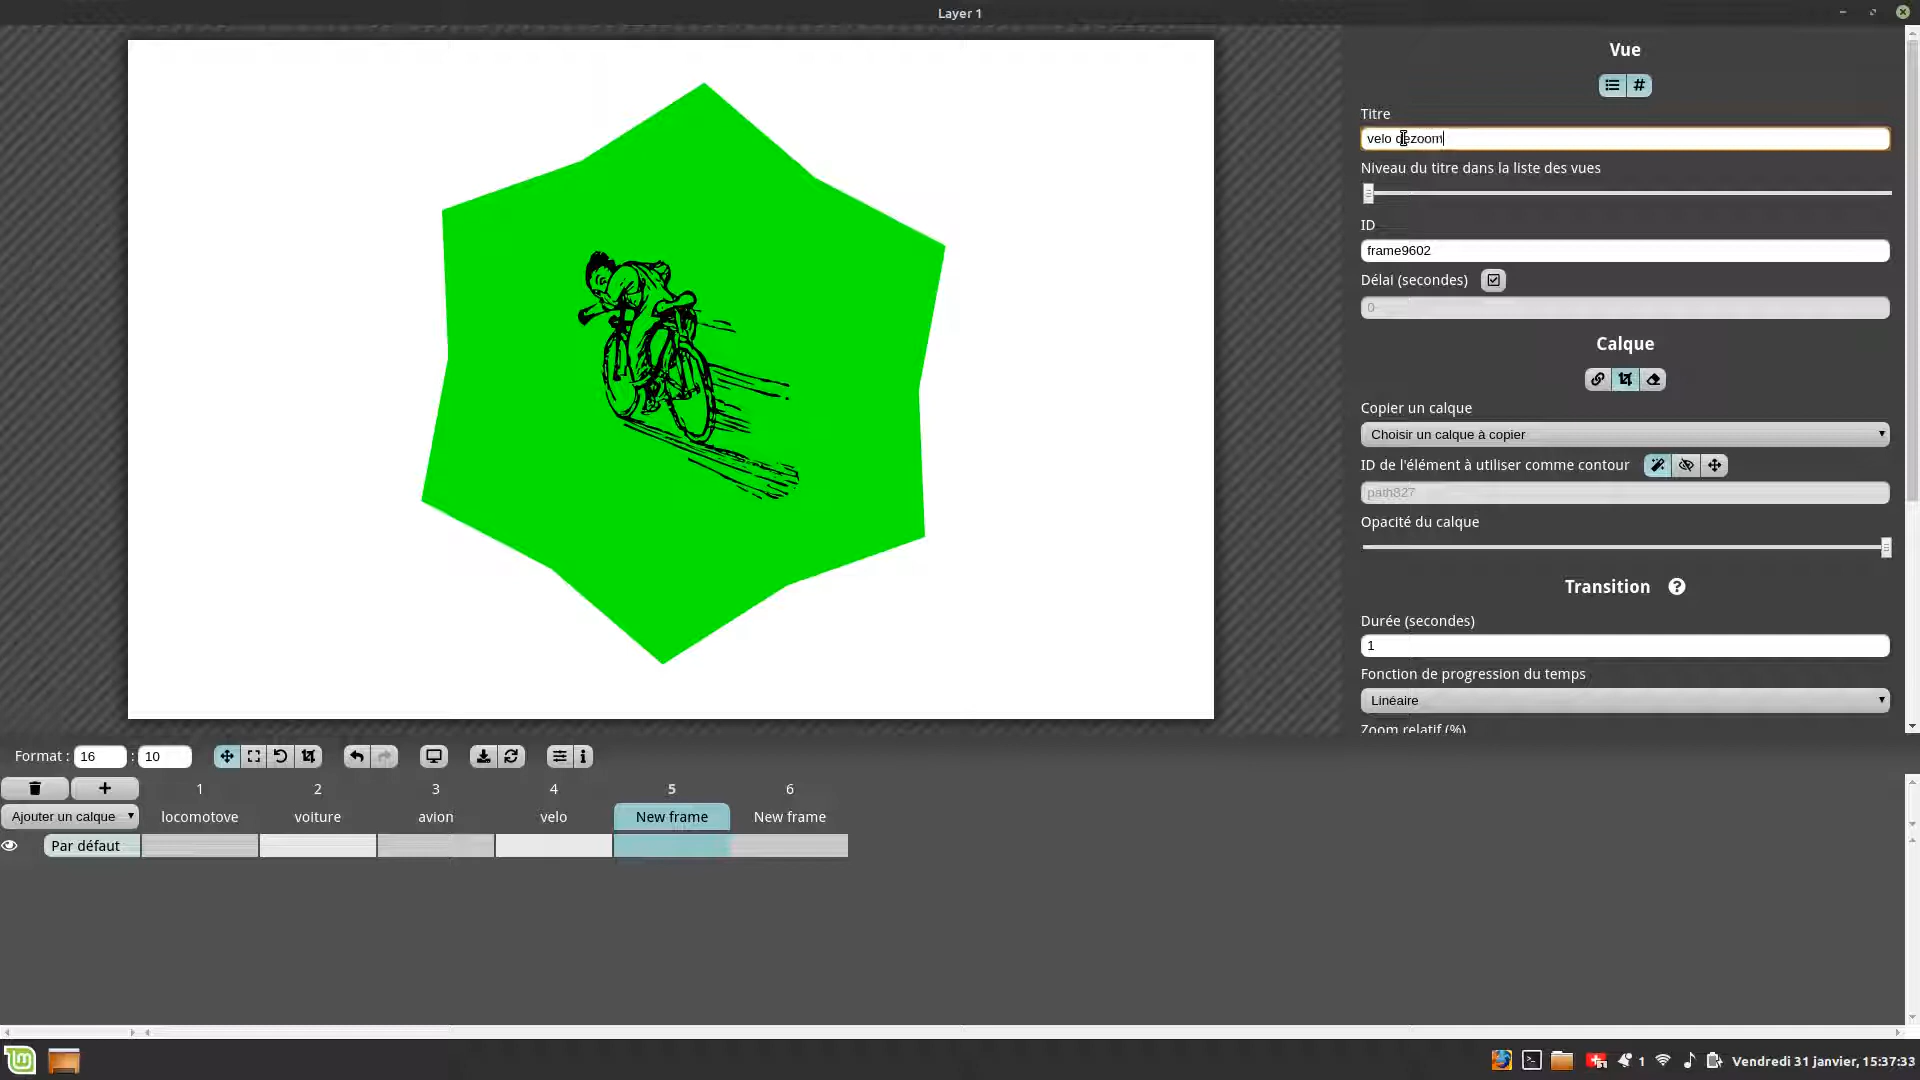 Layer 1
Vue
Titre
velo dezoom
Niveau du titre dans la liste des vues
ID
frame9602
Délai (secondes)
0
Calque
Copier un calque
Choisir un calque à copier
ID de l'élément à utiliser comme contour
path827
Opacité du calque
Transition
Durée (secondes)
1
Fonction de progression du temps
Linéaire
Zoom relatif (%)
Format : 16 : 10
1 2 3 4 5 6
Ajouter un calque locomotove voiture avion velo New frame New frame
Par défaut
1 Vendredi 31 janvier, 15:37:33